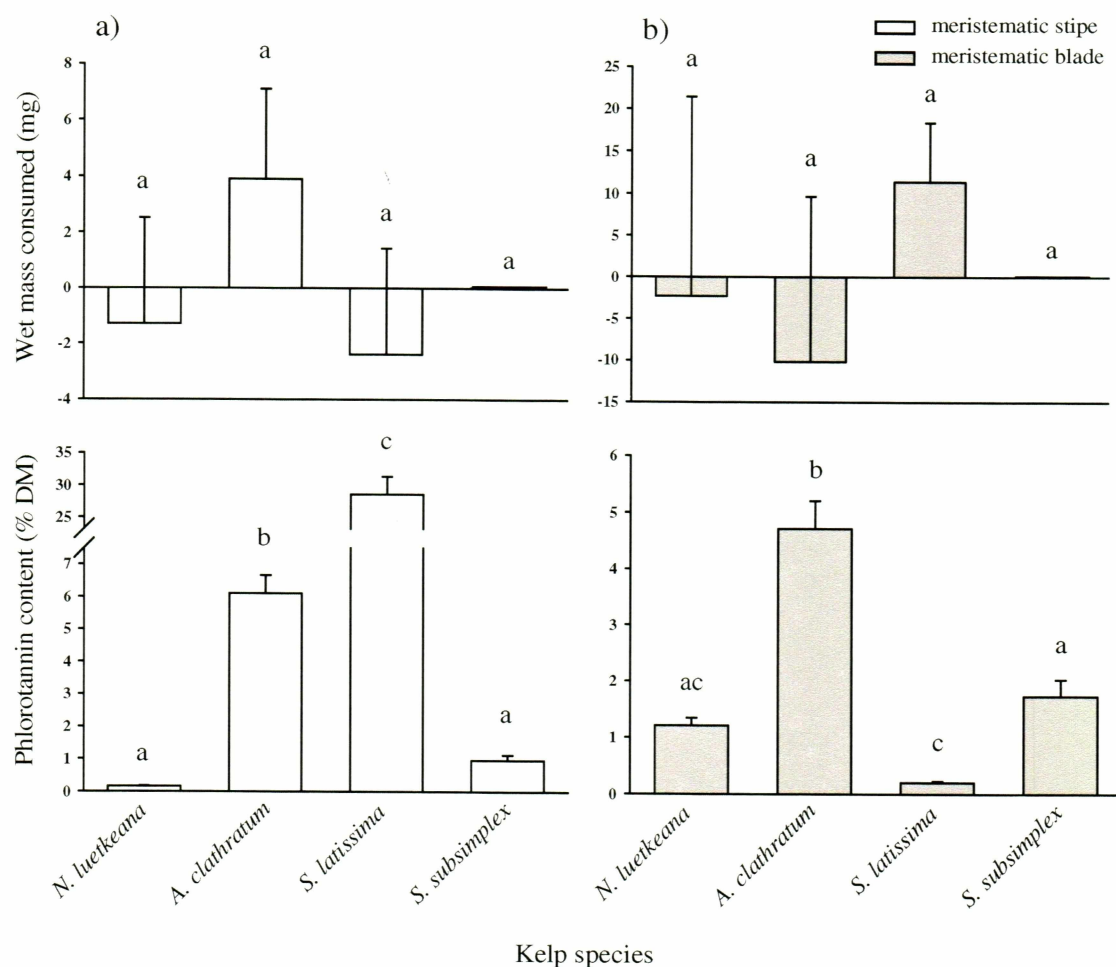 a)
b)
meristematic stipe
meristematic blade
Wet mass consumed (mg)
8
6
4
2
0
-2
-4
a
a
a
a
25
20
15
10
5
0
-5
-10
-15
a
a
a
a
Phlorotannin content (% DM)
35
30
25
7
6
5
4
3
2
1
0
a
b
c
a
6
5
4
3
2
1
0
ac
b
c
a
N. luetkeana
A. clathratum
S. latissima
S. subsimplex
N. luetkeana
A. clathratum
S. latissima
S. subsimplex
Kelp species